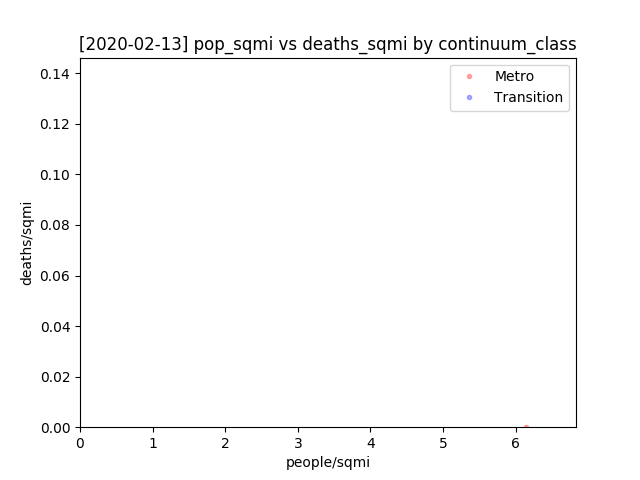 [2020-02-13] pop_sqmi vs deaths_sqmi by continuum_class
Metro
Transition
0.14
0.12
0.10
0.08
0.06
0.04
0.02
0.00
deaths/sqmi
0 1 2 3 4 5 6
people/sqmi